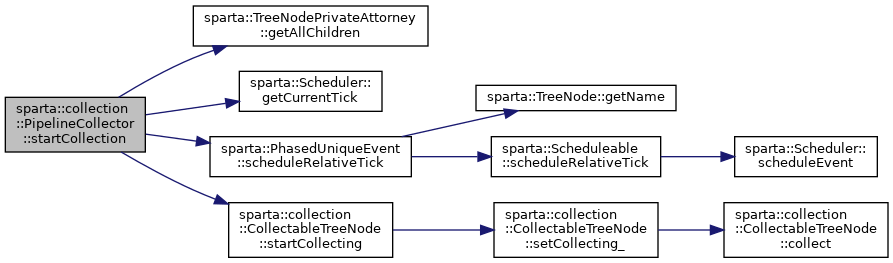 sparta::collection
::PipelineCollector
::startCollection
sparta::TreeNodePrivateAttorney
::getAllChildren
sparta::Scheduler::
getCurrentTick
sparta::PhasedUniqueEvent
::scheduleRelativeTick
sparta::TreeNode::getName
sparta::Scheduleable
::scheduleRelativeTick
sparta::Scheduler::
scheduleEvent
sparta::collection
::CollectableTreeNode
::startCollecting
sparta::collection
::CollectableTreeNode
::setCollecting_
sparta::collection
::CollectableTreeNode
::collect